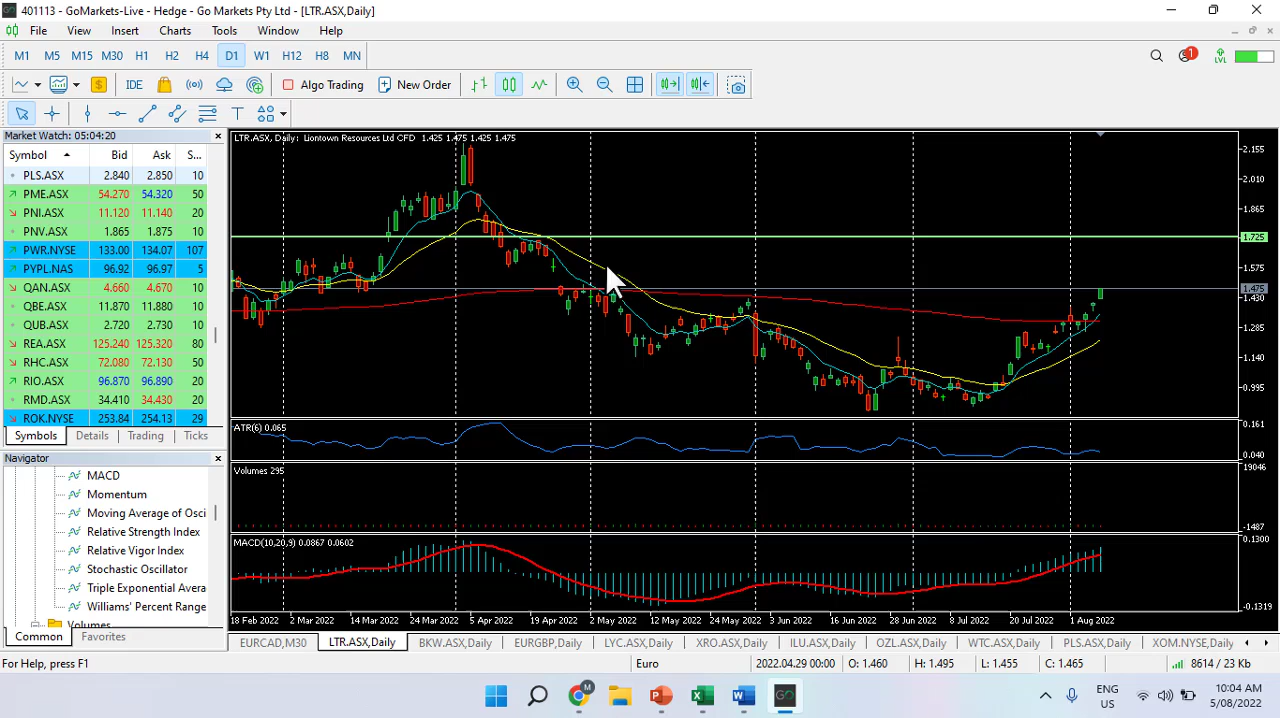 401113 - GoMarkets-Live - Hedge - Go Markets Pty Ltd - [LTR.ASX,Daily]
File View Insert Charts Tools Window Help
M1 M5 M15 M30 H1 H2 H4 D1 W1 H12 H8 MN
1 LVL
IDE Algo Trading New Order
Market Watch: 05:04:20
Symbol Bid Ask S...
PLS.ASX 2.840 2.850 10
PME.ASX 54.270 54.320 50
PNI.ASX 11.120 11.140 20
PNV.ASX 1.865 1.875 10
PWR.NYSE 133.00 134.07 107
PYPL.NAS 96.92 96.97 5
QAN.ASX 4.660 4.670 10
QBE.ASX 11.870 11.880 10
QUB.ASX 2.720 2.730 10
REA.ASX 125.240 125.320 80
RHC.ASX 72.080 72.130 50
RIO.ASX 96.870 96.890 20
RMD.ASX 34.410 34.430 20
ROK.NYSE 253.84 254.13 29
Symbols Details Trading Ticks
Navigator
MACD
Momentum
Moving Average of Osci
Relative Strength Index
Relative Vigor Index
Stochastic Oscillator
Triple Exponential Avera
Williams' Percent Range
Volumes
Common Favorites
LTR.ASX, Daily: Liontown Resources Ltd CFD 1.425 1.475 1.425 1.475
2.155
2.010
1.865
1.725
1.575
1.475
1.430
1.285
1.140
0.995
ATR(6) 0.065
0.161
0.040
Volumes 295
19046
-1487
MACD(10,20,9) 0.0867 0.0602
0.1300
-0.1319
18 Feb 2022 2 Mar 2022 14 Mar 2022 24 Mar 2022 5 Apr 2022 19 Apr 2022 2 May 2022 12 May 2022 24 May 2022 3 Jun 2022 16 Jun 2022 28 Jun 2022 8 Jul 2022 20 Jul 2022 1 Aug 2022
EURCAD,M30 LTR.ASX,Daily BKW.ASX,Daily EURGBP,Daily LYC.ASX,Daily XRO.ASX,Daily ILU.ASX,Daily OZL.ASX,Daily WTC.ASX,Daily PLS.ASX,Daily XOM.NYSE,Daily
For Help, press F1 Euro 2022.04.29 00:00 O: 1.460 H: 1.495 L: 1.455 C: 1.465 8614 / 23 Kb
M GO ENG US 10:04 AM 5/08/2022